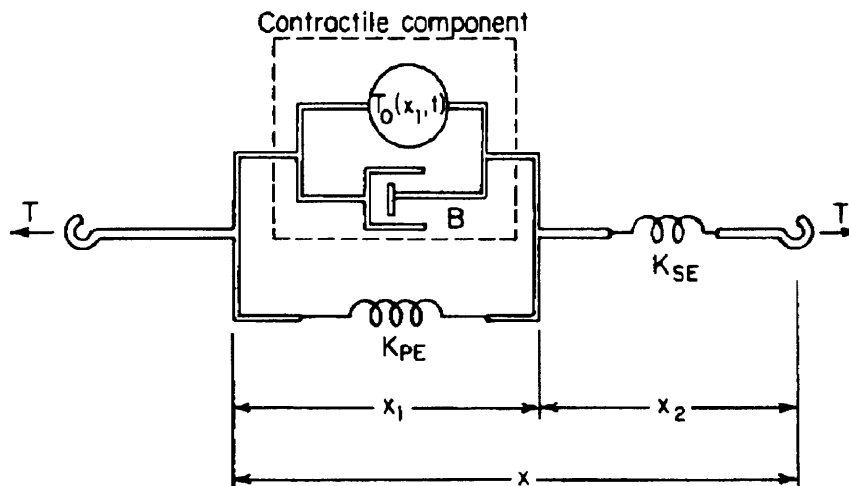 Contractile component
T₀(x₁,t)
B
T
T
K_SE
K_PE
x₁
x₂
x